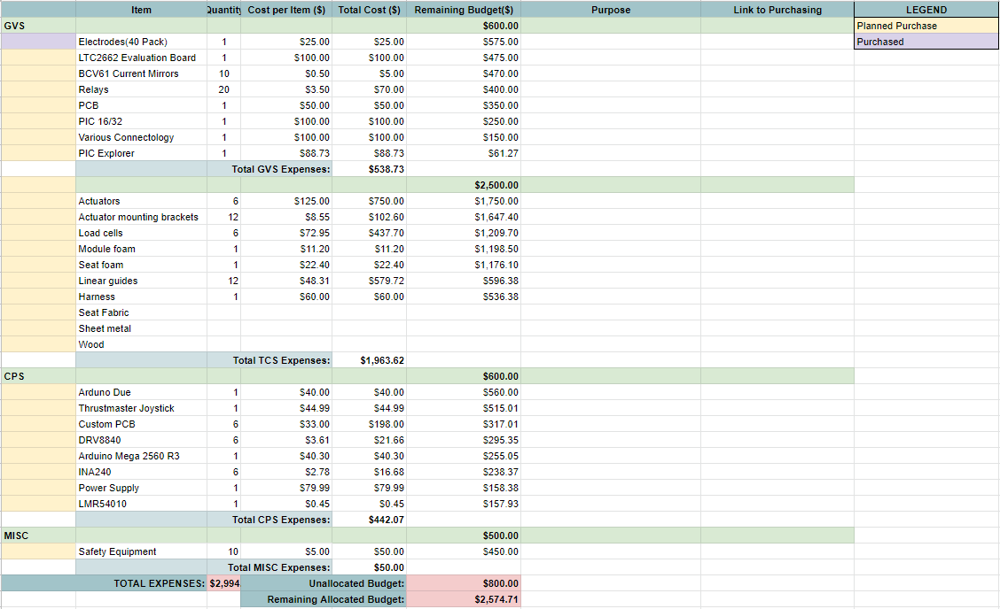 Item Quantity Cost per Item ($) Total Cost ($) Remaining Budget($) Purpose Link to Purchasing LEGEND
GVS $600.00 Planned Purchase
Electrodes(40 Pack) 1 $25.00 $25.00 $575.00 Purchased
LTC2662 Evaluation Board 1 $100.00 $100.00 $475.00
BCV61 Current Mirrors 10 $0.50 $5.00 $470.00
Relays 20 $3.50 $70.00 $400.00
PCB 1 $50.00 $50.00 $350.00
PIC 16/32 1 $100.00 $100.00 $250.00
Various Connectology 1 $100.00 $100.00 $150.00
PIC Explorer 1 $88.73 $88.73 $61.27
Total GVS Expenses: $538.73
$2,500.00
Actuators 6 $125.00 $750.00 $1,750.00
Actuator mounting brackets 12 $8.55 $102.60 $1,647.40
Load cells 6 $72.95 $437.70 $1,209.70
Module foam 1 $11.20 $11.20 $1,198.50
Seat foam 1 $22.40 $22.40 $1,176.10
Linear guides 12 $48.31 $579.72 $596.38
Harness 1 $60.00 $60.00 $536.38
Seat Fabric
Sheet metal
Wood
Total TCS Expenses: $1,963.62
CPS $600.00
Arduno Due 1 $40.00 $40.00 $560.00
Thrustmaster Joystick 1 $44.99 $44.99 $515.01
Custom PCB 6 $33.00 $198.00 $317.01
DRV8840 6 $3.61 $21.66 $295.35
Arduino Mega 2560 R3 1 $40.30 $40.30 $255.05
INA240 6 $2.78 $16.68 $238.37
Power Supply 1 $79.99 $79.99 $158.38
LMR54010 1 $0.45 $0.45 $157.93
Total CPS Expenses: $442.07
MISC $500.00
Safety Equipment 10 $5.00 $50.00 $450.00
Total MISC Expenses: $50.00
TOTAL EXPENSES: $2,994 Unallocated Budget: $800.00
Remaining Allocated Budget: $2,574.71